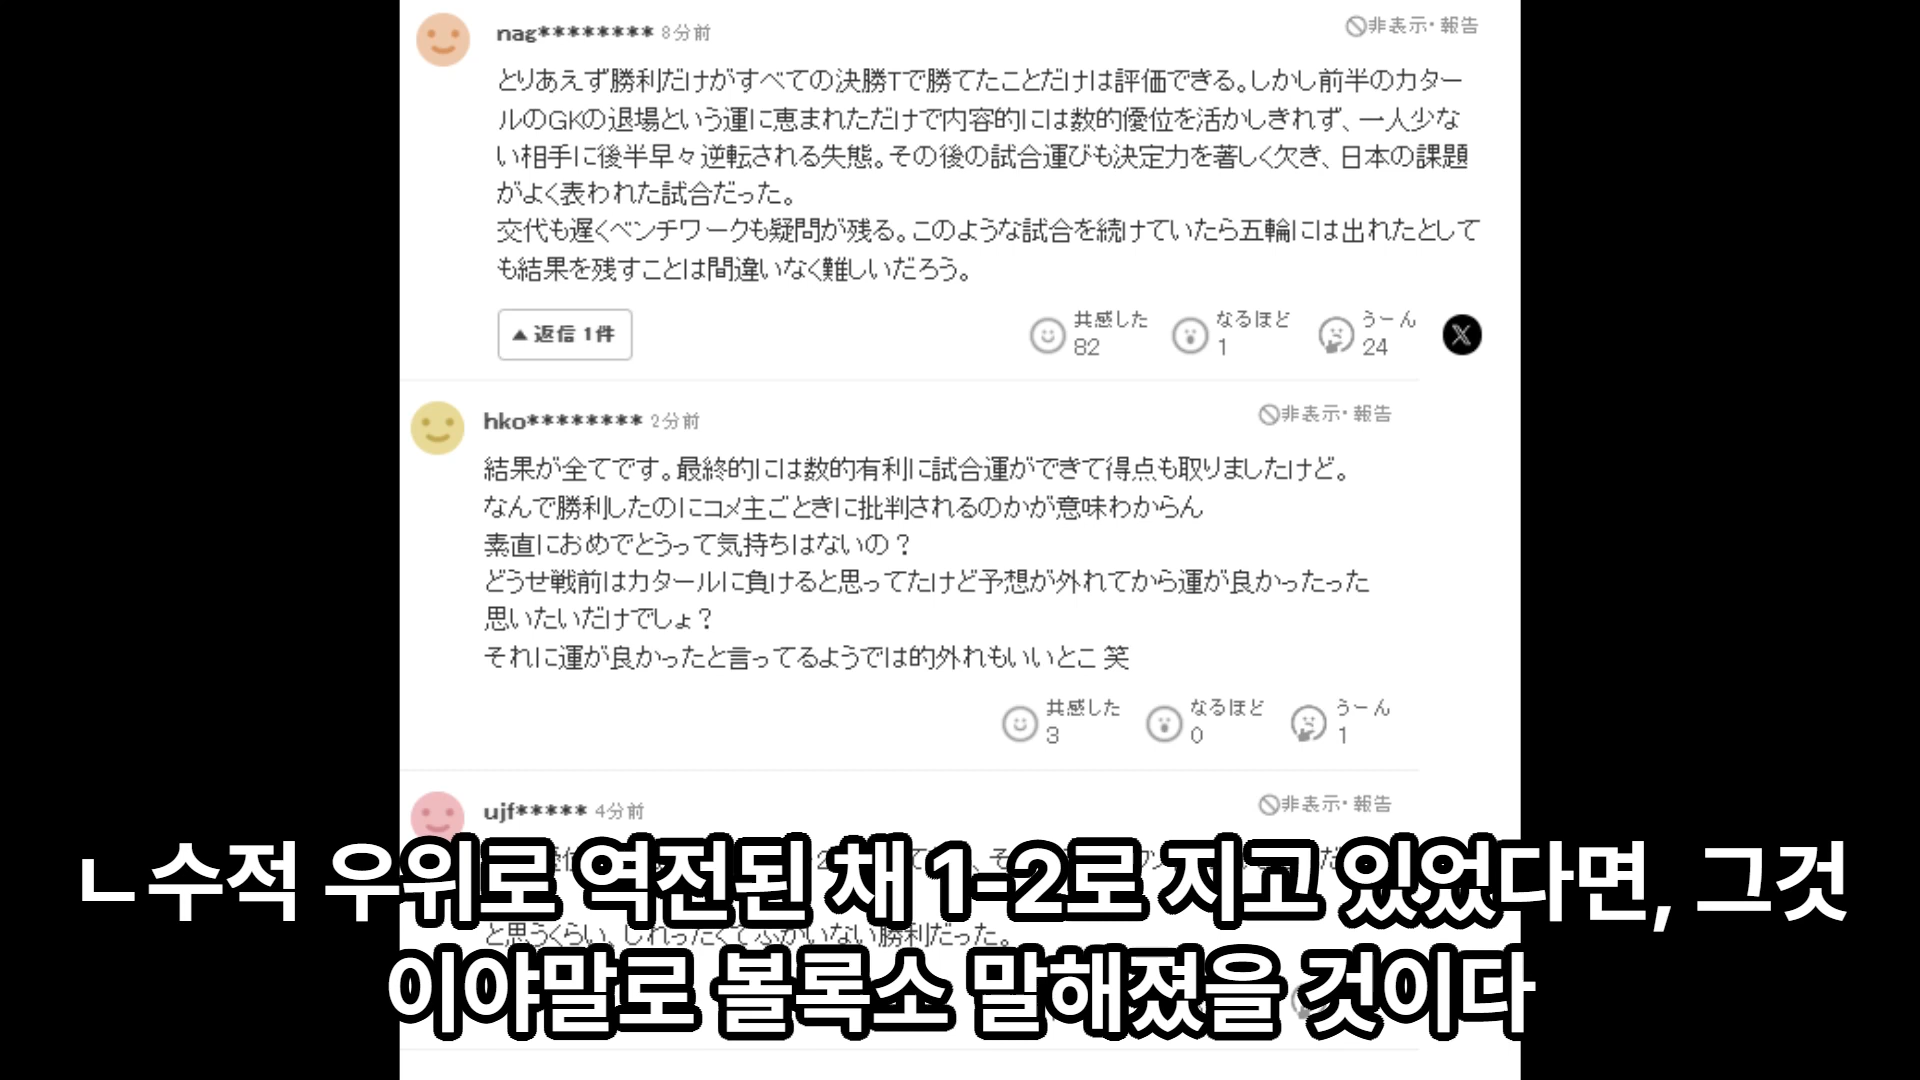 nag******** 8分前
非表示・報告
とりあえず勝利だけがすべての決勝Tで勝てたことだけは評価できる。しかし前半のカター
ルのGKの退場という運に恵まれただけで内容的には数的優位を活かしきれず、一人少な
い相手に後半早々逆転される失態。その後の試合運びも決定力を著しく欠き、日本の課題
がよく表われた試合だった。
交代も遅くベンチワークも疑問が残る。このような試合を続けていたら五輪には出れたとして
も結果を残すことは間違いなく難しいだろう。
▲返信 1件
共感した
82
なるほど
1
うーん
24
X
hko******** 2分前
非表示・報告
結果が全てです。最終的には数的有利に試合運ができて得点も取りましたけど。
なんで勝利したのにコメ主ごときに批判されるのかが意味わからん
素直におめでとうって気持ちはないの？
どうせ戦前はカタールに負けると思ってたけど予想が外れてから運が良かったった
思いたいだけでしょ？
それに運が良かったと言ってるようでは的外れもいいとこ 笑
共感した
3
なるほど
0
うーん
1
ujf***** 4分前
非表示・報告
ㄴ수적 우위로 역전된 채 1-2로 지고 있었다면, 그것
と思うくらい、じれったくてふがいない勝利だった。
이야말로 볼록소 말해졌을 것이다